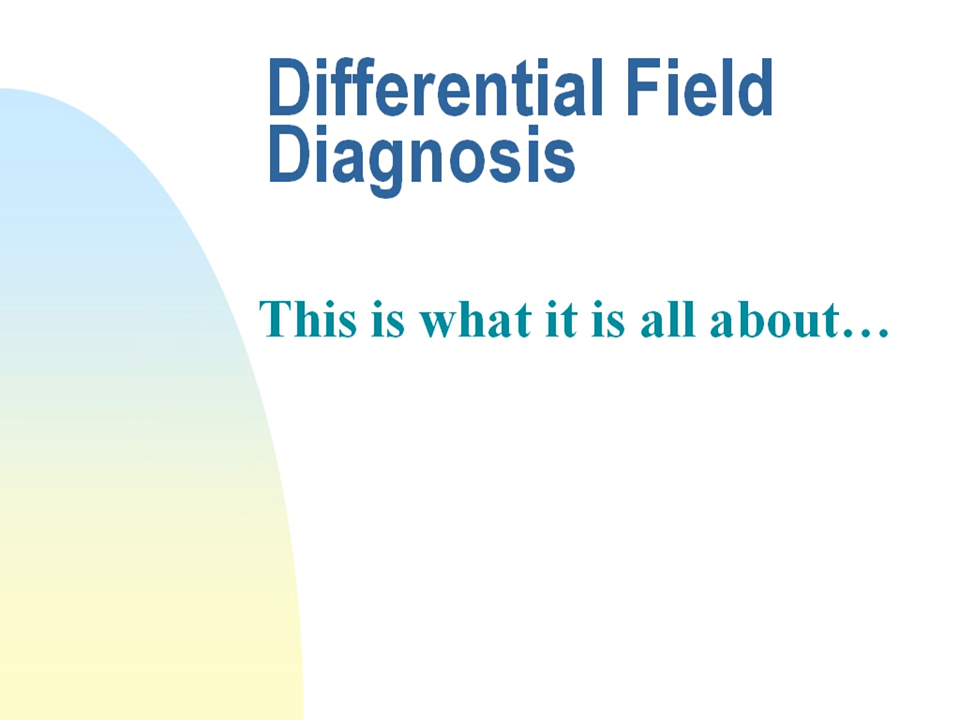 Differential Field
Diagnosis
This is what it is all about…